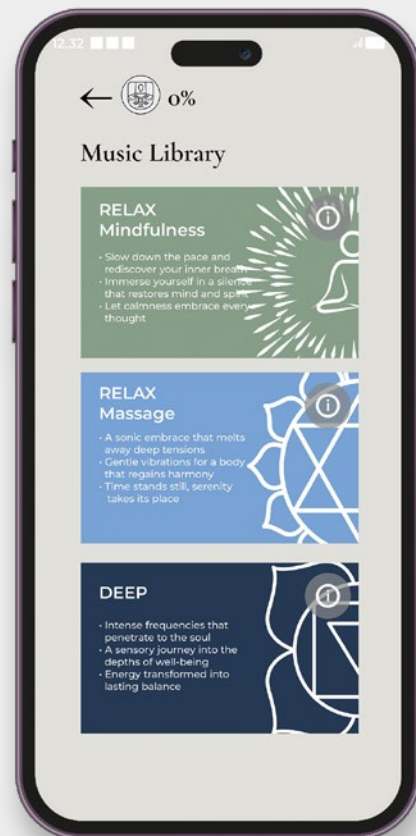 12.32
0%
Music Library
RELAX
Mindfulness
• Slow down the pace and
rediscover your inner breath
• Immerse yourself in a silence
that restores mind and spirit
• Let calmness embrace every
thought
RELAX
Massage
• A sonic embrace that melts
away deep tensions
• Gentle vibrations for a body
that regains harmony
• Time stands still, serenity
takes its place
DEEP
• Intense frequencies that
penetrate to the soul
• A sensory journey into the
depths of well-being
• Energy transformed into
lasting balance